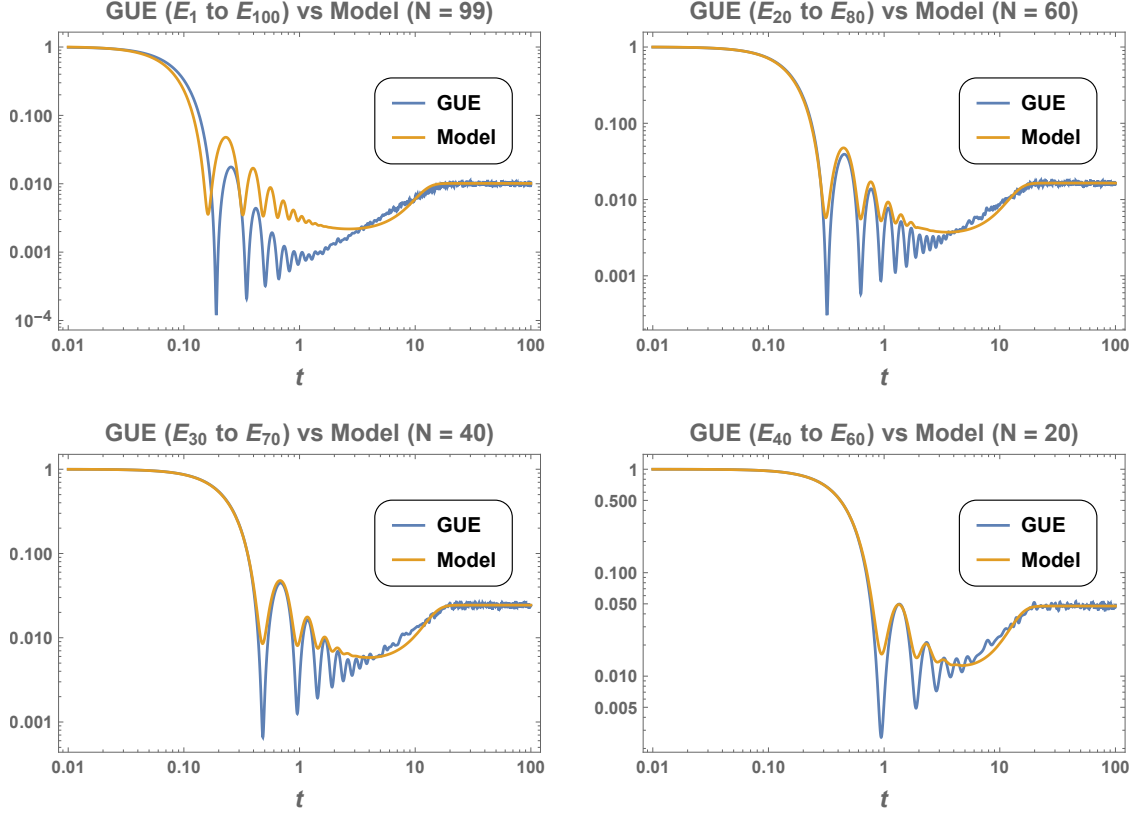 GUE (E₁ to E₁₀₀) vs Model (N = 99)
1
0.100
0.010
0.001
10⁻⁴
GUE
Model
0.01 0.10 1 10 100
t
GUE (E₂₀ to E₈₀) vs Model (N = 60)
1
0.100
0.010
0.001
GUE
Model
0.01 0.10 1 10 100
t
GUE (E₃₀ to E₇₀) vs Model (N = 40)
1
0.100
0.010
0.001
GUE
Model
0.01 0.10 1 10 100
t
GUE (E₄₀ to E₆₀) vs Model (N = 20)
1
0.500
0.100
0.050
0.010
0.005
GUE
Model
0.01 0.10 1 10 100
t